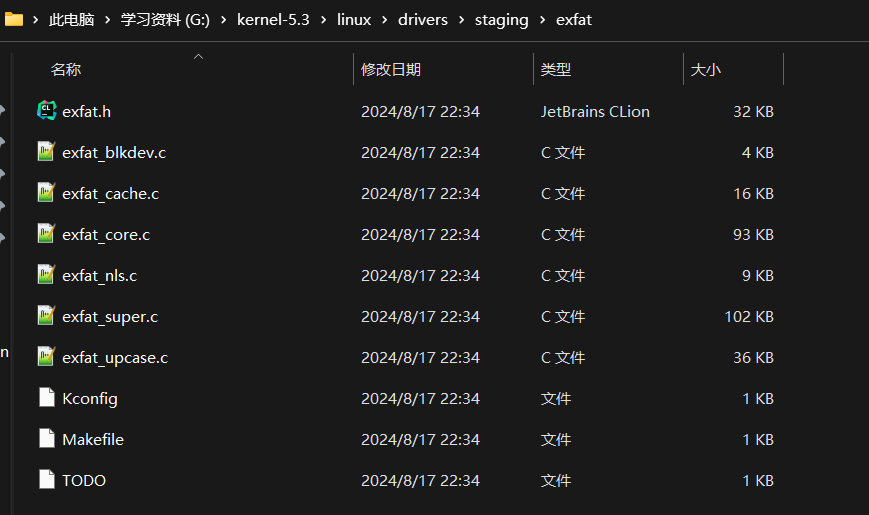 此电脑 > 学习资料 (G:) > kernel-5.3 > linux > drivers > staging > exfat
名称 修改日期 类型 大小
exfat.h 2024/8/17 22:34 JetBrains CLion 32 KB
exfat_blkdev.c 2024/8/17 22:34 C 文件 4 KB
exfat_cache.c 2024/8/17 22:34 C 文件 16 KB
exfat_core.c 2024/8/17 22:34 C 文件 93 KB
exfat_nls.c 2024/8/17 22:34 C 文件 9 KB
exfat_super.c 2024/8/17 22:34 C 文件 102 KB
n
exfat_upcase.c 2024/8/17 22:34 C 文件 36 KB
Kconfig 2024/8/17 22:34 文件 1 KB
Makefile 2024/8/17 22:34 文件 1 KB
TODO 2024/8/17 22:34 文件 1 KB